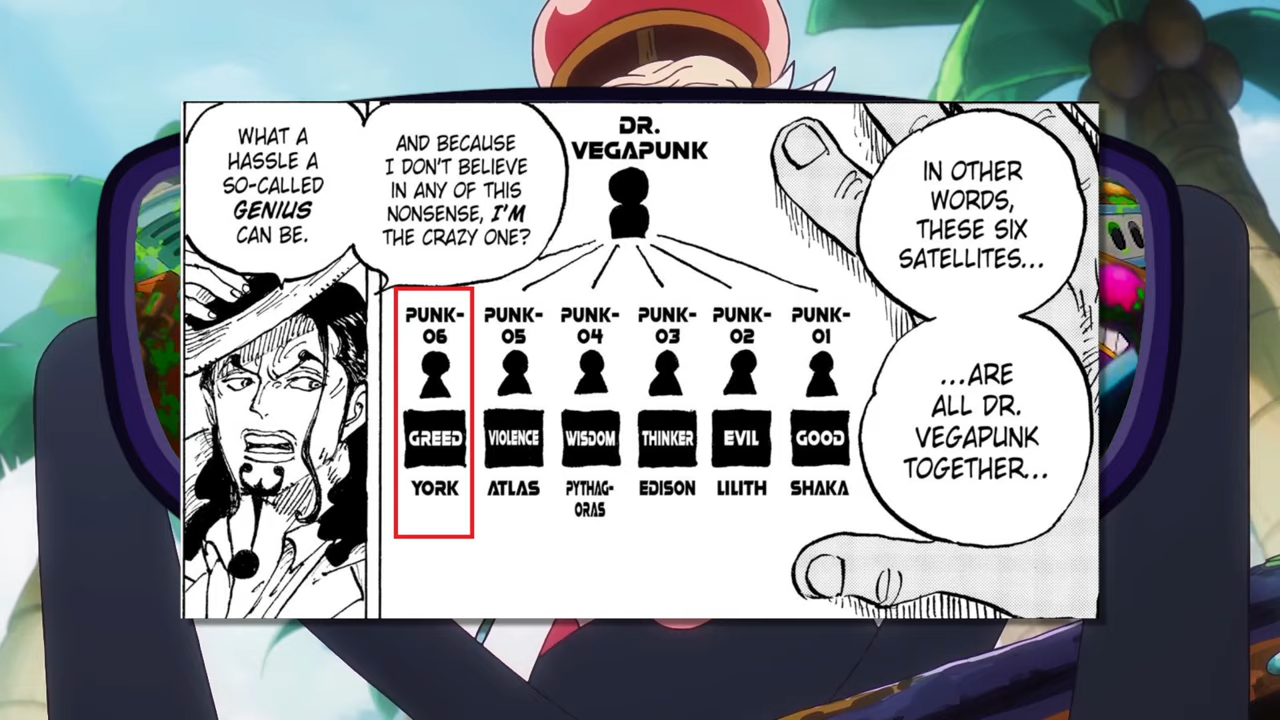 WHAT A
HASSLE A
SO-CALLED
GENIUS
CAN BE.
AND BECAUSE
I DON'T BELIEVE
IN ANY OF THIS
NONSENSE, I'M
THE CRAZY ONE?
DR.
VEGAPUNK
IN OTHER
WORDS,
THESE SIX
SATELLITES...
PUNK-
06
GREED
YORK
PUNK-
05
VIOLENCE
ATLAS
PUNK-
04
WISDOM
PYTHAG-
ORAS
PUNK-
03
THINKER
EDISON
PUNK-
02
EVIL
LILITH
PUNK-
01
GOOD
SHAKA
...ARE
ALL DR.
VEGAPUNK
TOGETHER...